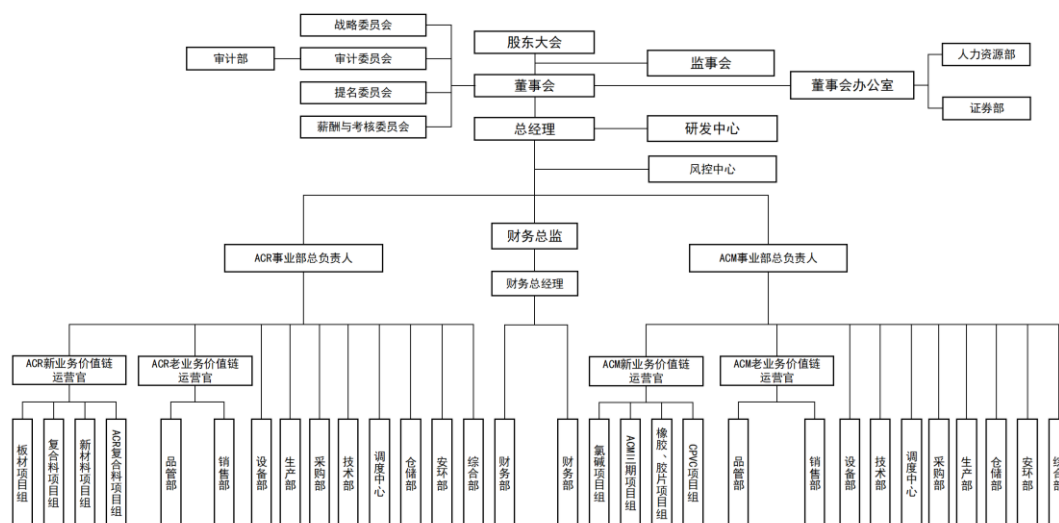 战略委员会
股东大会
人力资源部
审计部
审计委员会
监事会
董事会
董事会办公室
提名委员会
证券部
薪酬与考核委员会
总经理
研发中心
风控中心
财务总监
ACR事业部总负责人
ACM事业部总负责人
财务总经理
ACR新业务价值链
运营官
ACR老业务价值链
运营官
ACM新业务价值链
运营官
ACM老业务价值链
运营官
板材项目组
复合料项目组
新材料项目组
ACR复合料项目组
品管部
销售部
设备部
生产部
采购部
技术部
调度中心
仓储部
安环部
综合部
财务部
财务部
氯碱项目组
ACM三期项目组
橡胶、胶片项目组
CPVC项目组
品管部
销售部
设备部
技术部
调度中心
采购部
生产部
仓储部
安环部
综合部